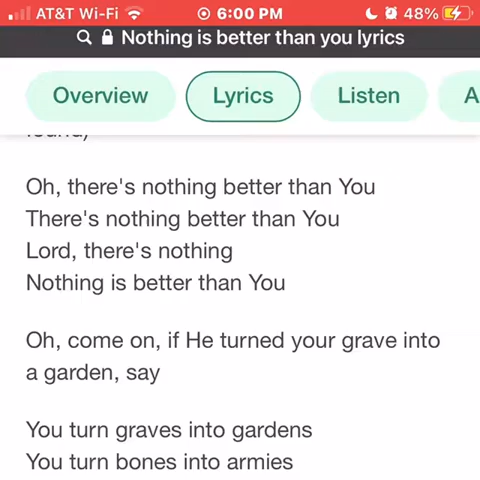 AT&T Wi-Fi 6:00 PM 48%
Nothing is better than you lyrics
Overview Lyrics Listen A
Oh, there's nothing better than You
There's nothing better than You
Lord, there's nothing
Nothing is better than You
Oh, come on, if He turned your grave into
a garden, say
You turn graves into gardens
You turn bones into armies